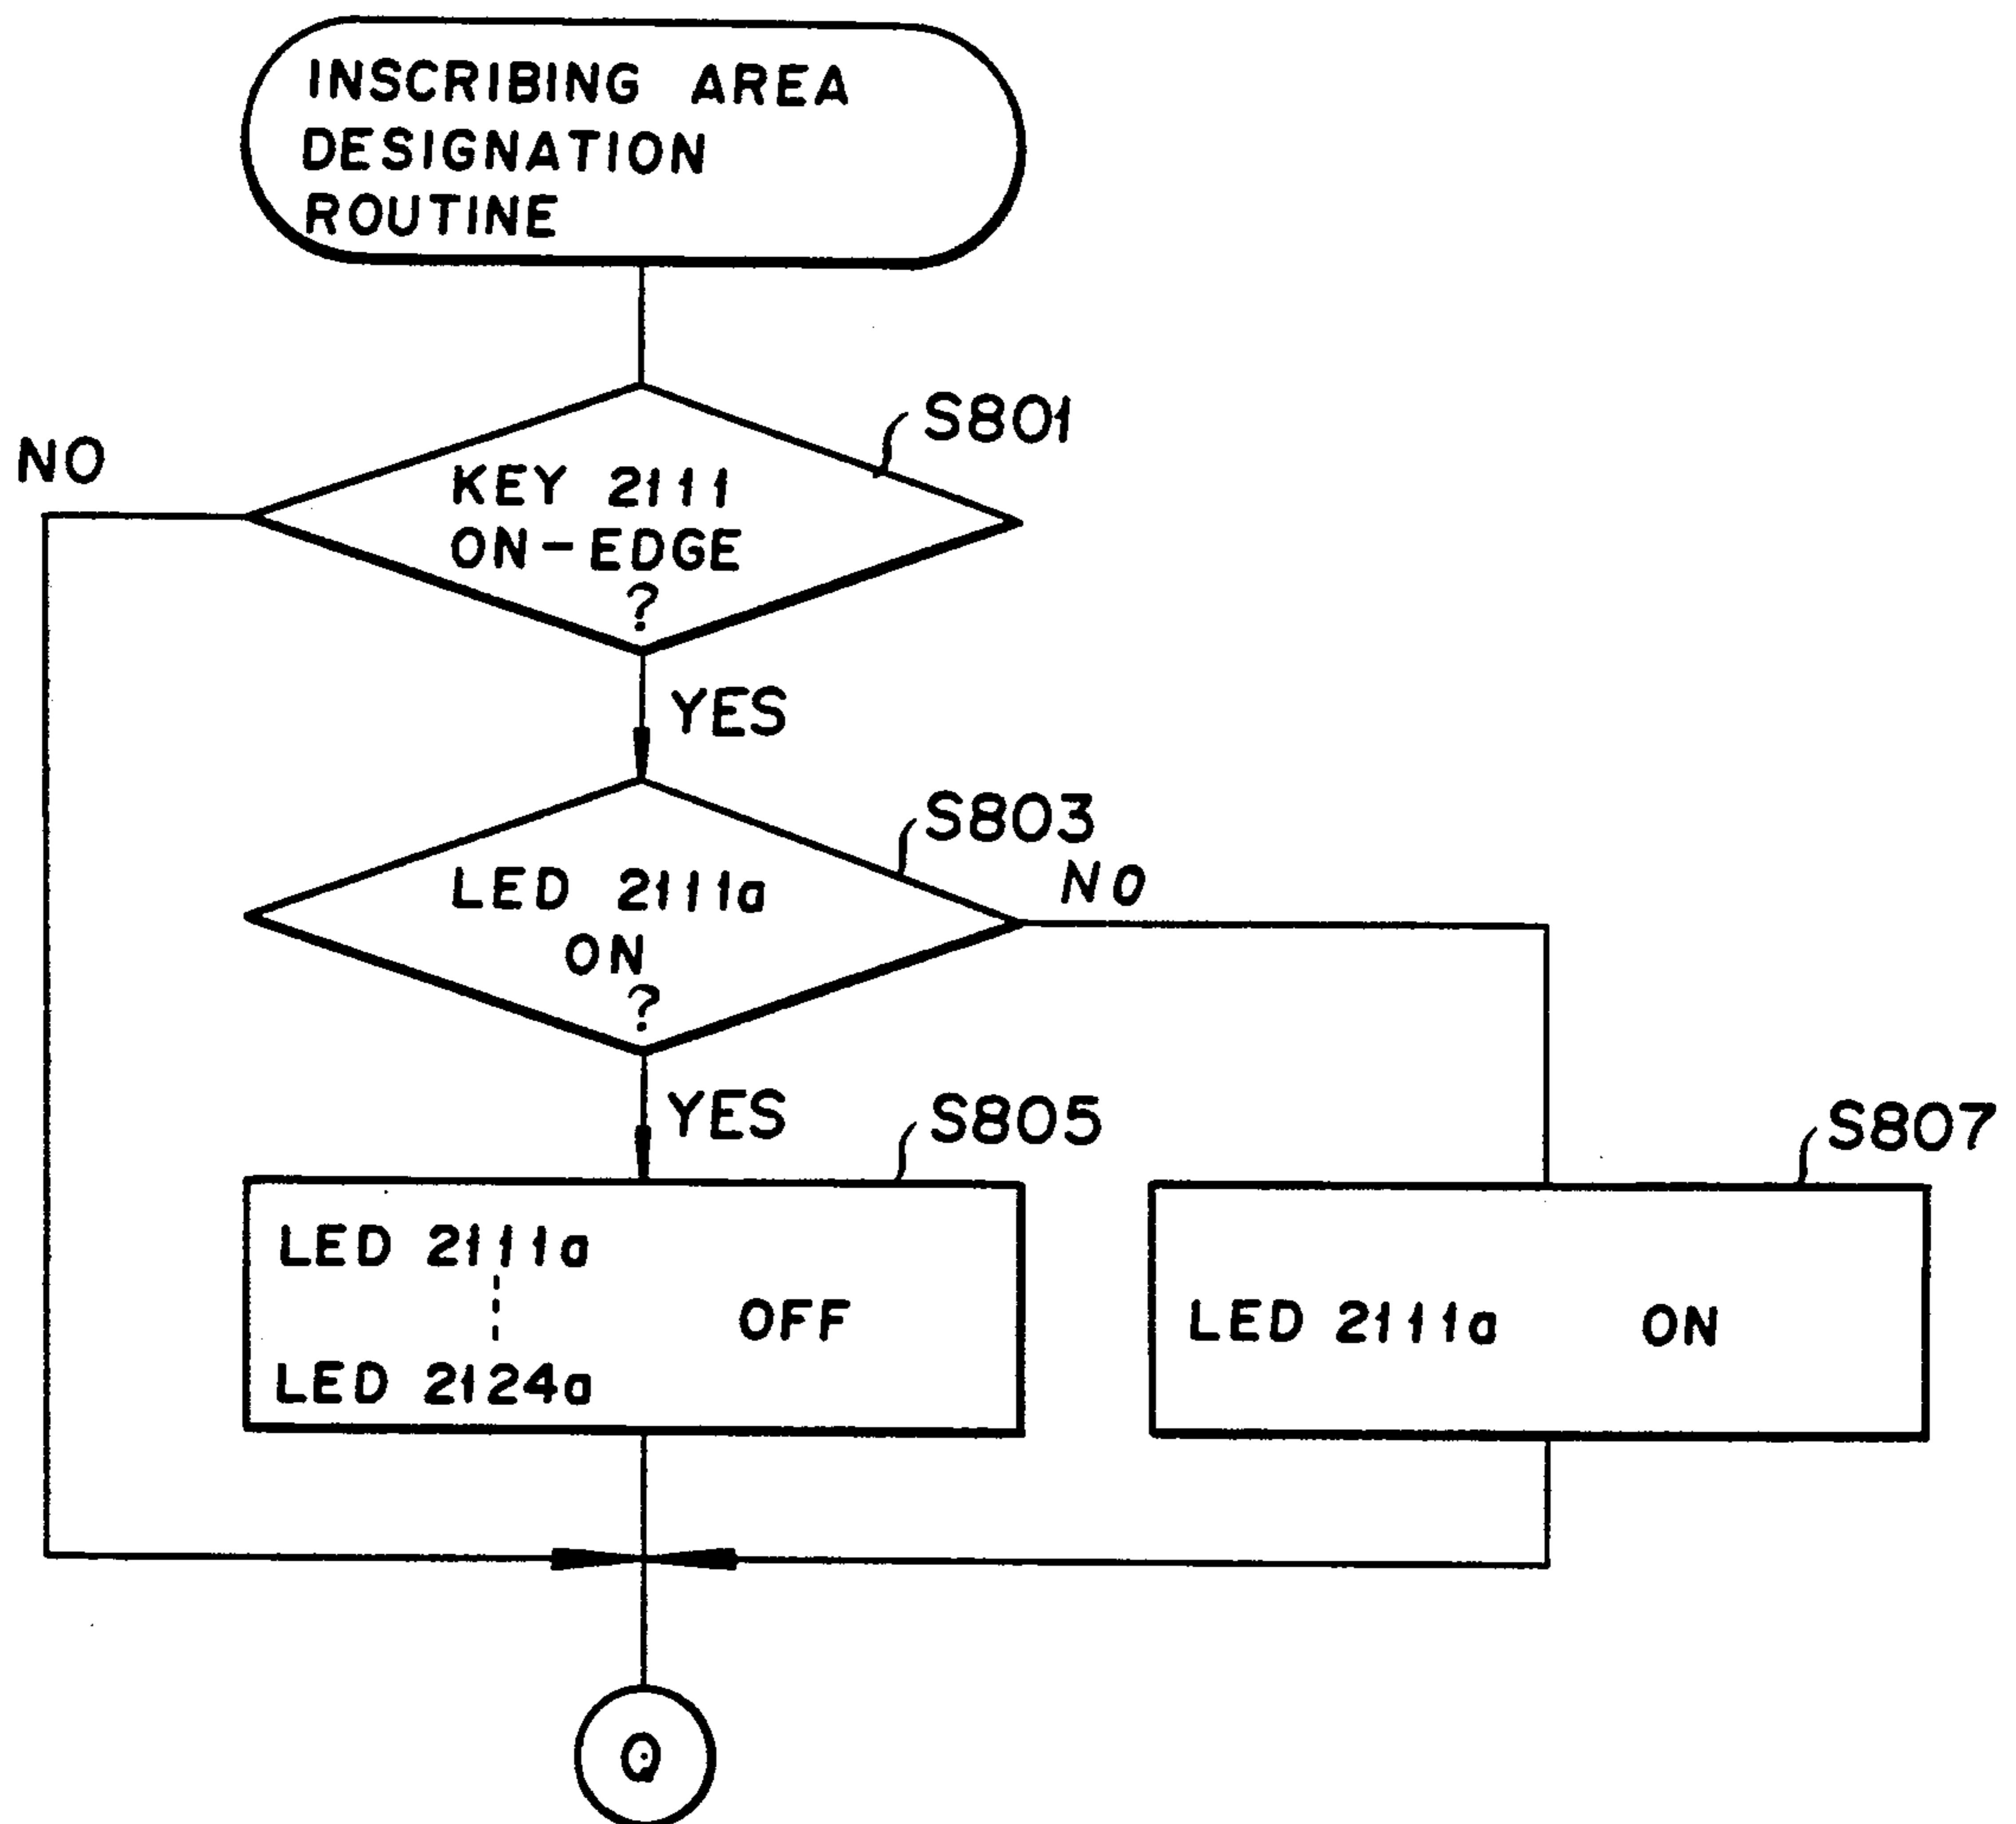 INSCRIBING AREA
DESIGNATION
ROUTINE
S801
NO
KEY 2111
ON-EDGE
?
YES
S803
NO
LED 2111a
ON
?
YES
S805
S807
LED 2111a
OFF
LED 2124a
LED 2111a ON